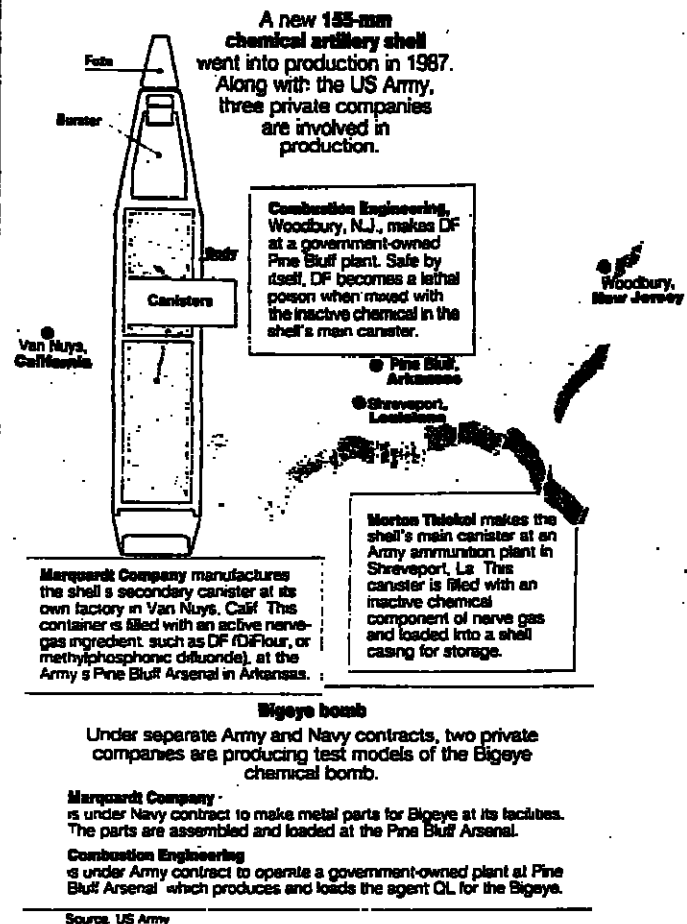 A new 155-mm
chemical artillery shell
went into production in 1987.
Along with the US Army,
three private companies
are involved in
production.
Fuze
Burster
Body
Canisters
Combustion Engineering,
Woodbury, N.J., makes DF
at a government-owned
Pine Bluff plant. Safe by
itself, DF becomes a lethal
poison when mixed with
the inactive chemical in the
shell's main canister.
Woodbury,
New Jersey
Van Nuys,
California
Pine Bluff,
Arkansas
Shreveport,
Louisiana
Morton Thiokol makes the
shell's main canister at an
Army ammunition plant in
Shreveport, La This
canister is filled with an
inactive chemical
component of nerve gas
and loaded into a shell
casing for storage.
Marquardt Company manufactures
the shell s secondary canister at its
own factory in Van Nuys, Calif This
container is filled with an active nerve-
gas ingredient such as DF (DiFlour, or
methylphosphonic difluoride), at the
Army s Pine Bluff Arsenal in Arkansas.
Bigeye bomb
Under separate Army and Navy contracts, two private
companies are producing test models of the Bigeye
chemical bomb.
Marquardt Company
is under Navy contract to make metal parts for Bigeye at its facilities.
The parts are assembled and loaded at the Pine Bluff Arsenal.
Combustion Engineering
is under Army contract to operate a government-owned plant at Pine
Bluff Arsenal which produces and loads the agent QL for the Bigeye.
Source US Army